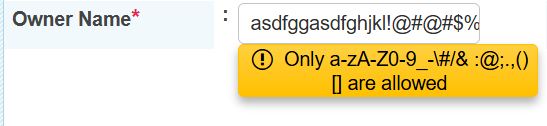 Owner Name* : asdfggasdfghjkl!@#@#$%
Only a-zA-Z0-9_-\#/& :@;.,()
[] are allowed